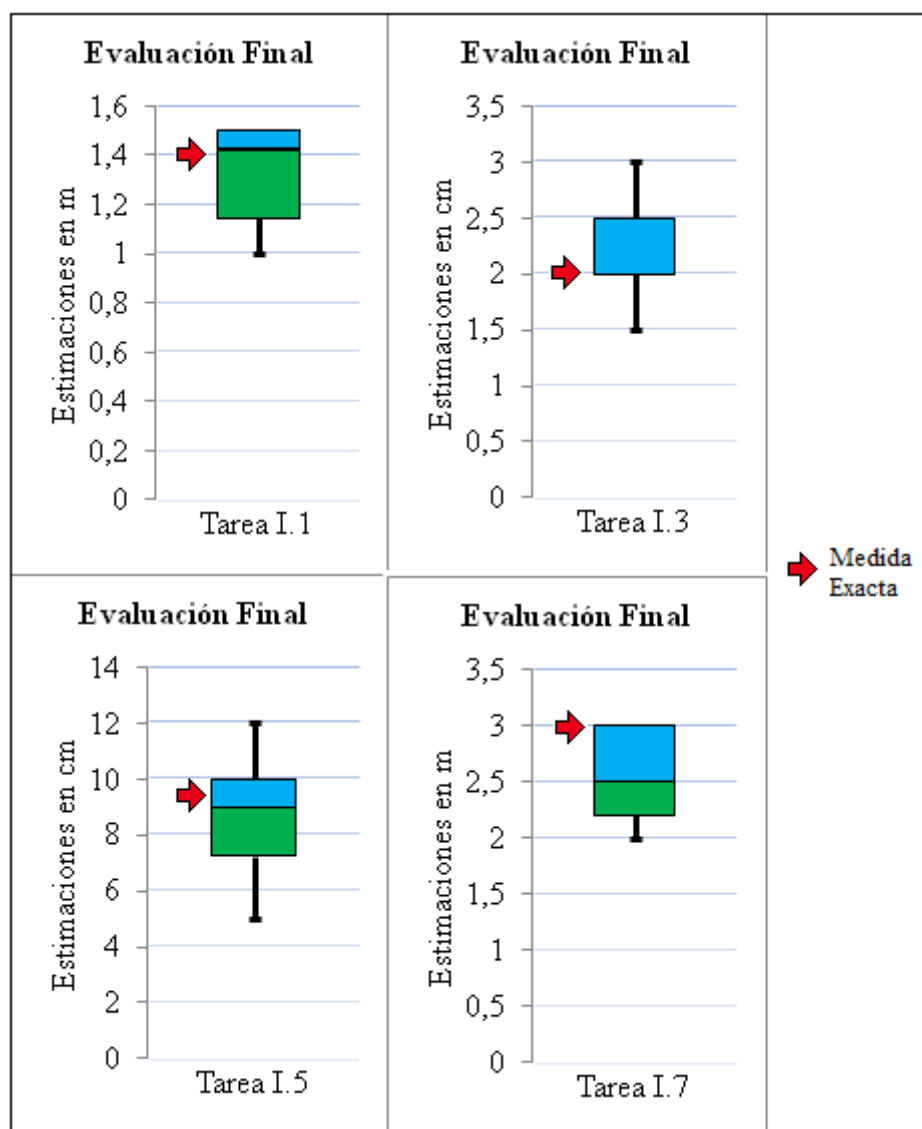 Evaluación Final
Estimaciones en m
1,6
1,4
1,2
1
0,8
0,6
0,4
0,2
0
Tarea I.1
Evaluación Final
Estimaciones en cm
3,5
3
2,5
2
1,5
1
0,5
0
Tarea I.3
Medida
Exacta
Evaluación Final
Estimaciones en cm
14
12
10
8
6
4
2
0
Tarea I.5
Evaluación Final
Estimaciones en m
3,5
3
2,5
2
1,5
1
0,5
0
Tarea I.7